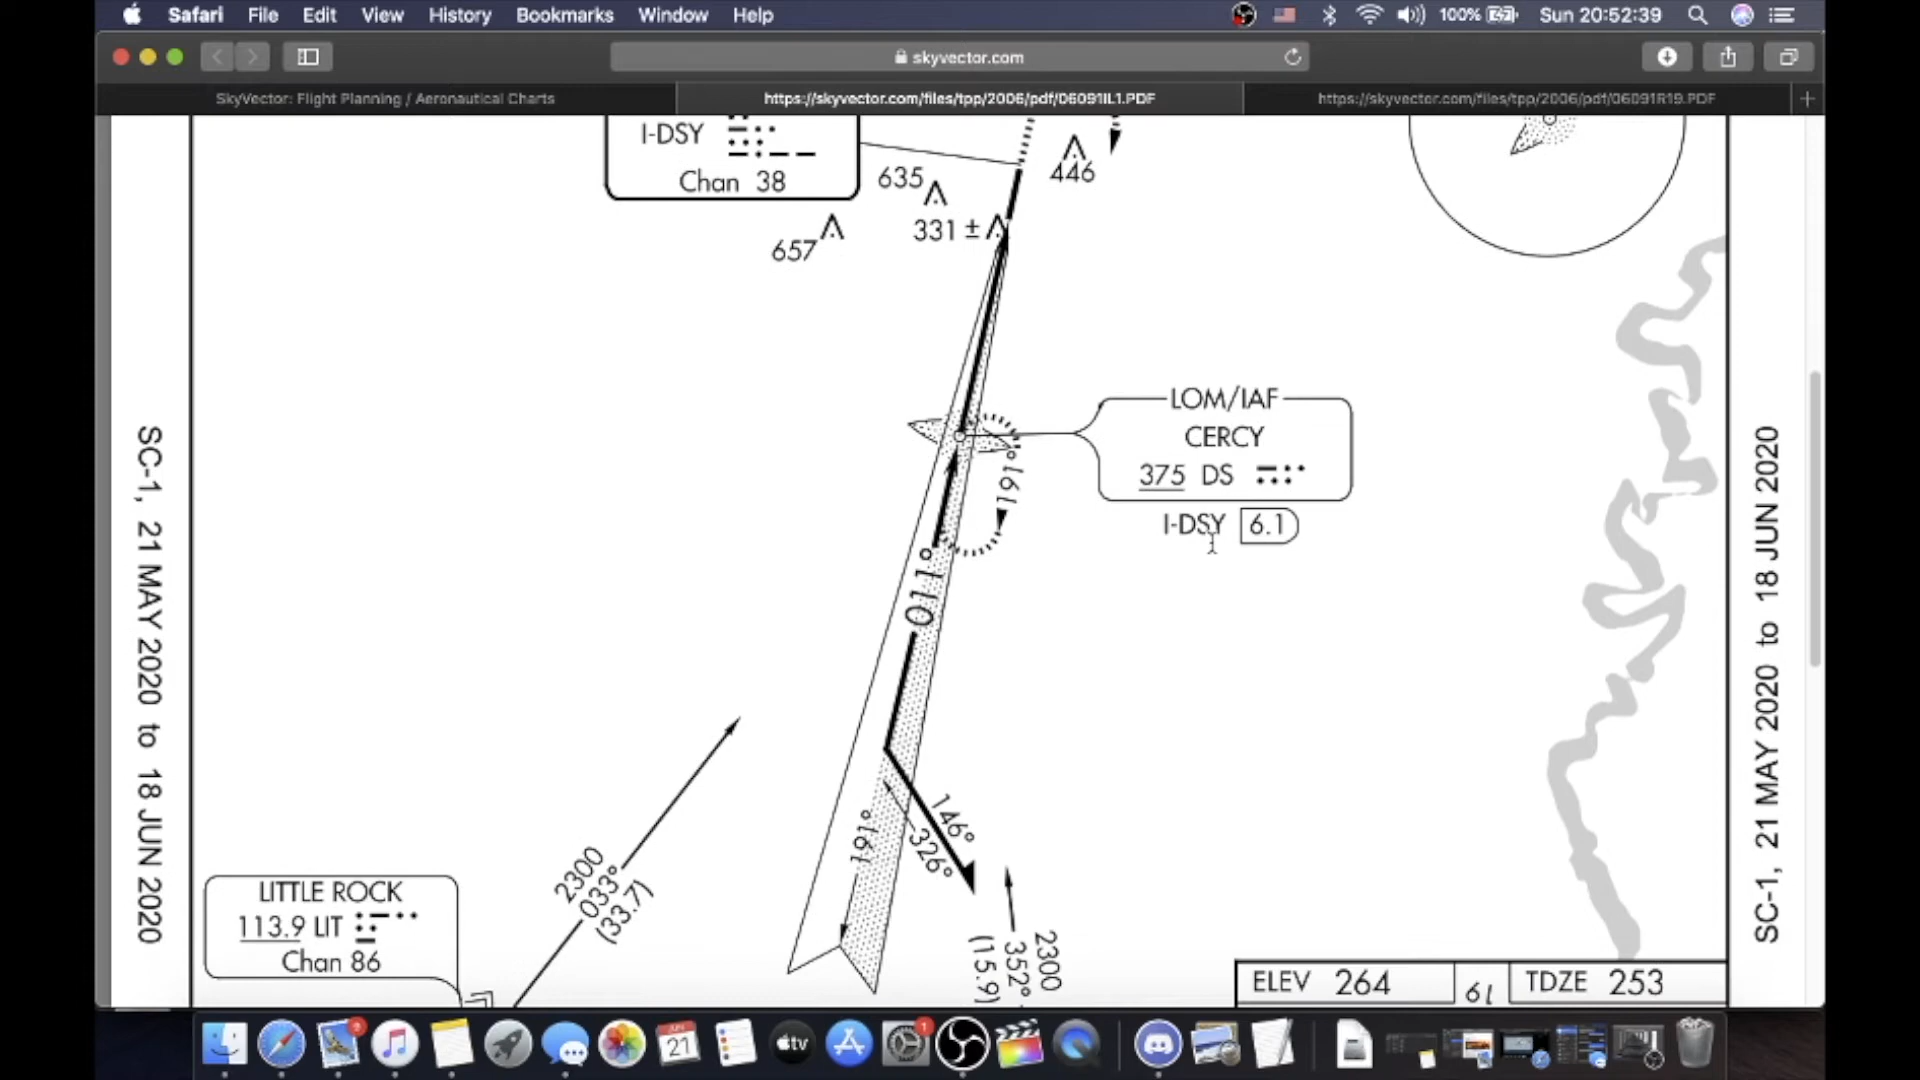 Safari File Edit View History Bookmarks Window Help 100% Sun 20:52:39
skyvector.com
SkyVector: Flight Planning / Aeronautical Charts
https://skyvector.com/files/tpp/2006/pdf/06091IL1.PDF
https://skyvector.com/files/tpp/2006/pdf/06091R19.PDF
I-DSY
Chan 38
635
446
331 ±
657
LOM/IAF
CERCY
375 DS
I-DSY 6.1
191°
011°
146°
326°
191°
2300
033°
(33.7)
2300
352°
(15.9)
LITTLE ROCK
113.9 LIT
Chan 86
ELEV 264
19
TDZE 253
SC-1, 21 MAY 2020 to 18 JUN 2020
SC-1, 21 MAY 2020 to 18 JUN 2020
JUN
21
tv
1